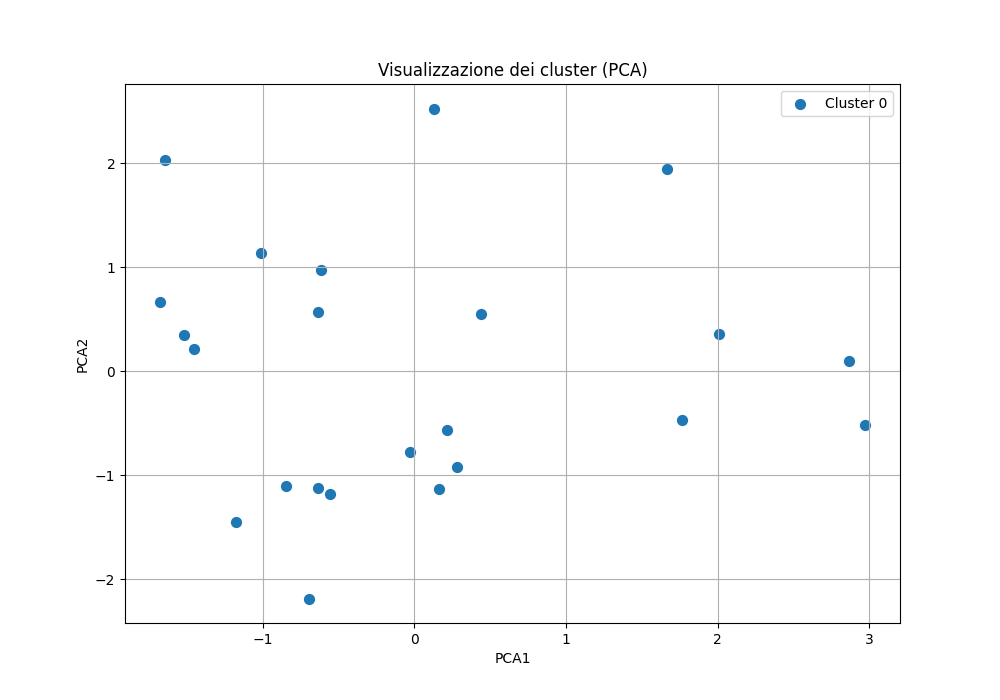 Visualizzazione dei cluster (PCA)
Cluster 0
2
1
0
−1
−2
PCA2
−1
0
1
2
3
PCA1